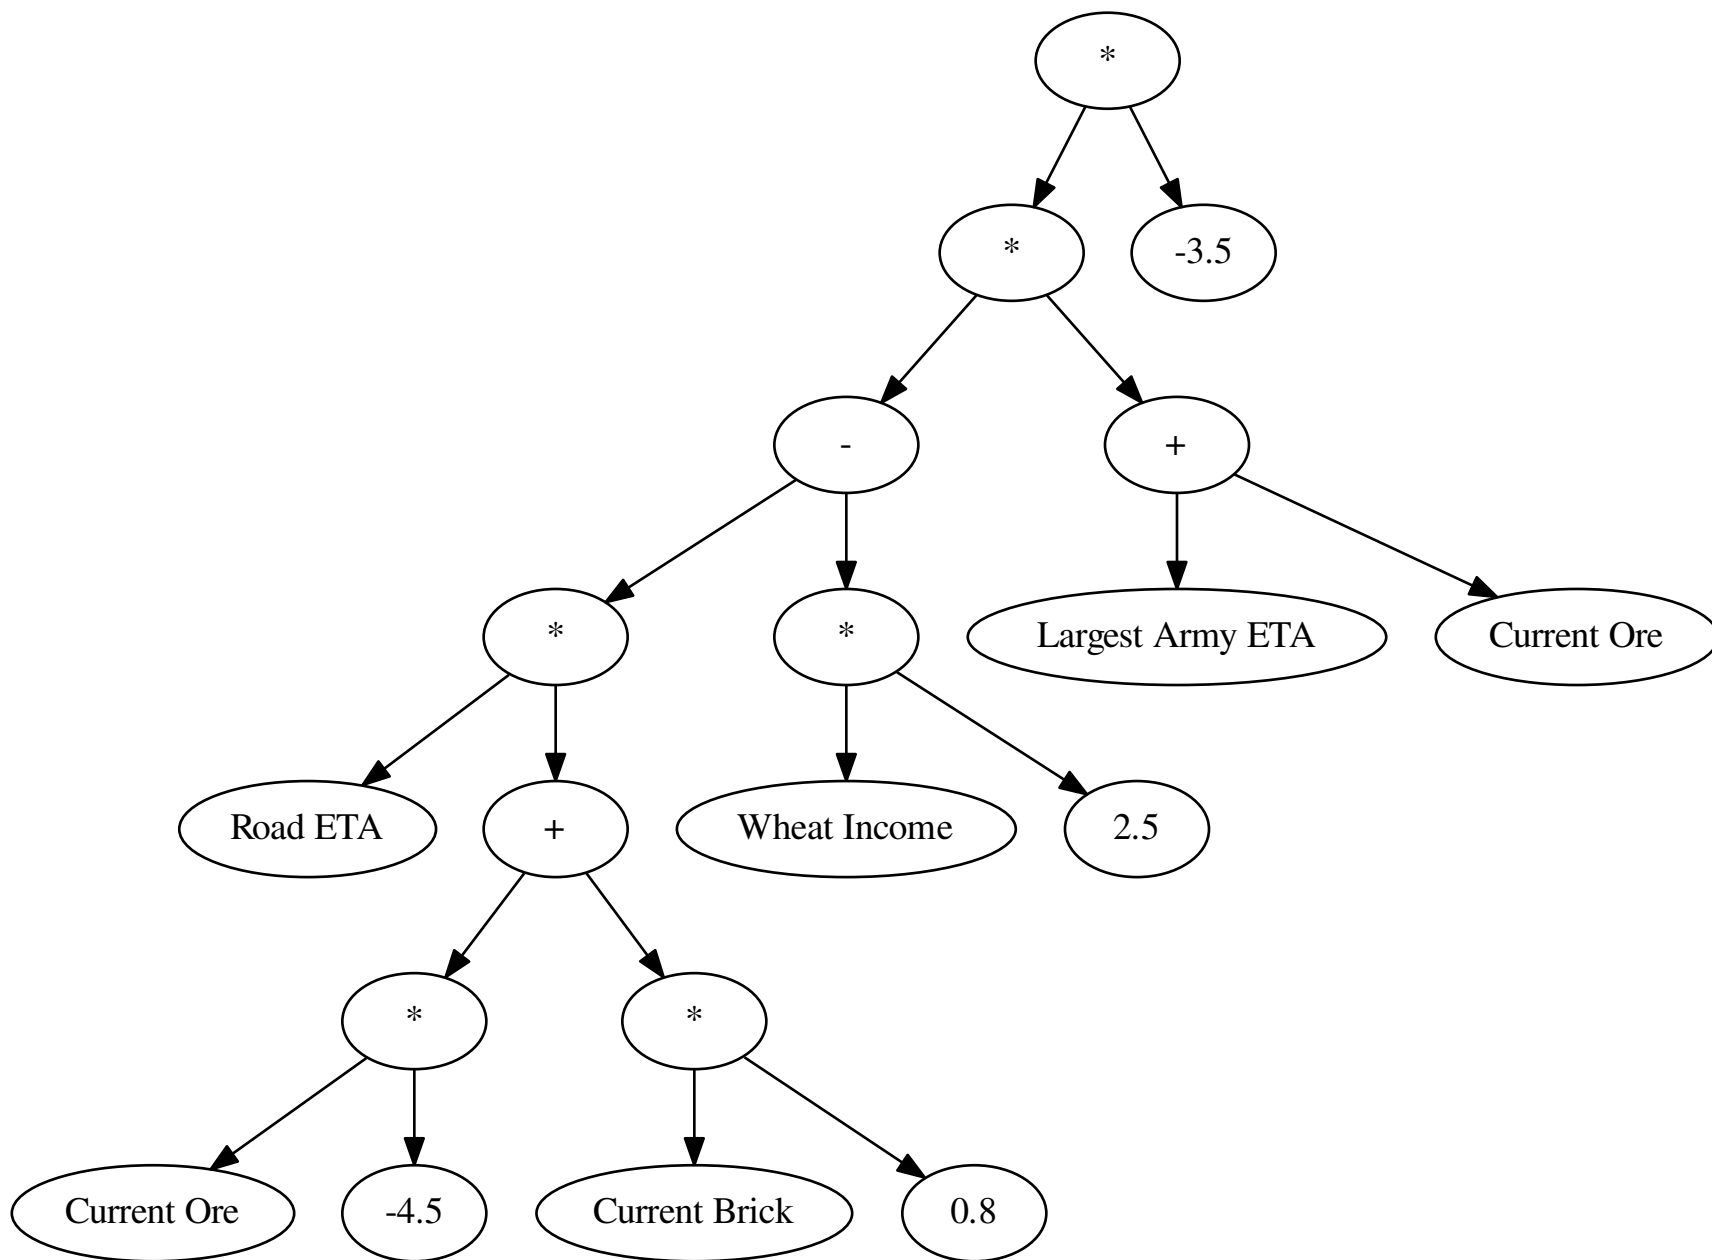 *
*
-3.5
-
+
*
*
Largest Army ETA
Current Ore
Road ETA
+
Wheat Income
2.5
*
*
Current Ore
-4.5
Current Brick
0.8